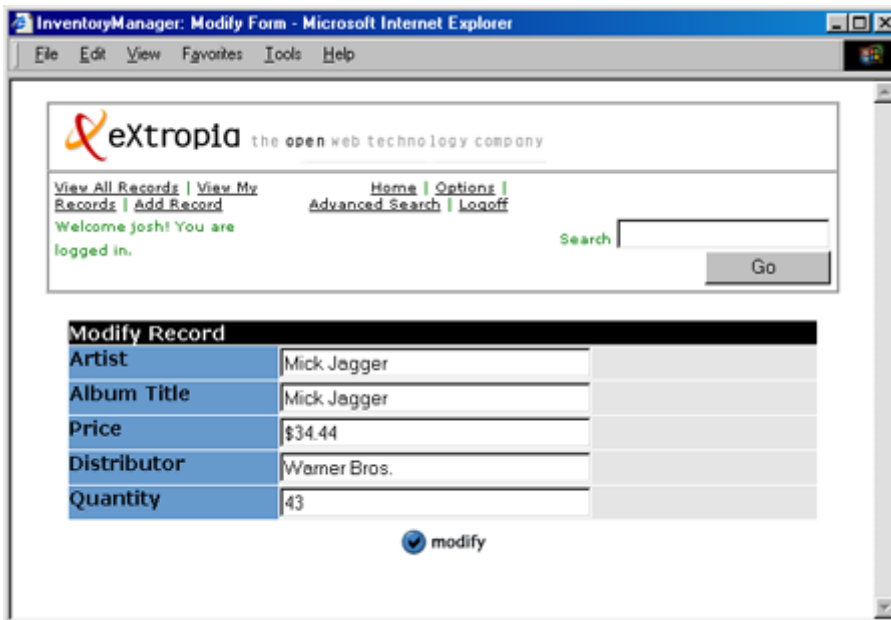 InventoryManager: Modify Form - Microsoft Internet Explorer
File Edit View Favorites Tools Help
eXtropia the open web technology company
View All Records | View My
Records | Add Record
Home | Options |
Advanced Search | Logoff
Welcome josh! You are
logged in.
Search
Go
Modify Record
Artist Mick Jagger
Album Title Mick Jagger
Price $34.44
Distributor Warner Bros.
Quantity 43
modify